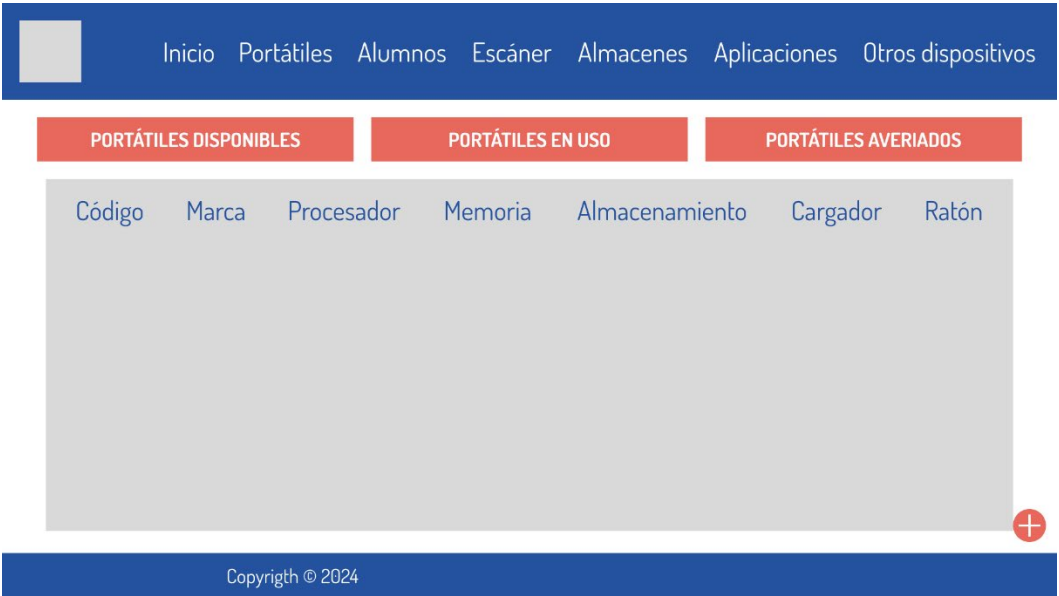 Inicio Portátiles Alumnos Escáner Almacenes Aplicaciones Otros dispositivos
PORTÁTILES DISPONIBLES PORTÁTILES EN USO PORTÁTILES AVERIADOS
Código Marca Procesador Memoria Almacenamiento Cargador Ratón
Copyrigth © 2024